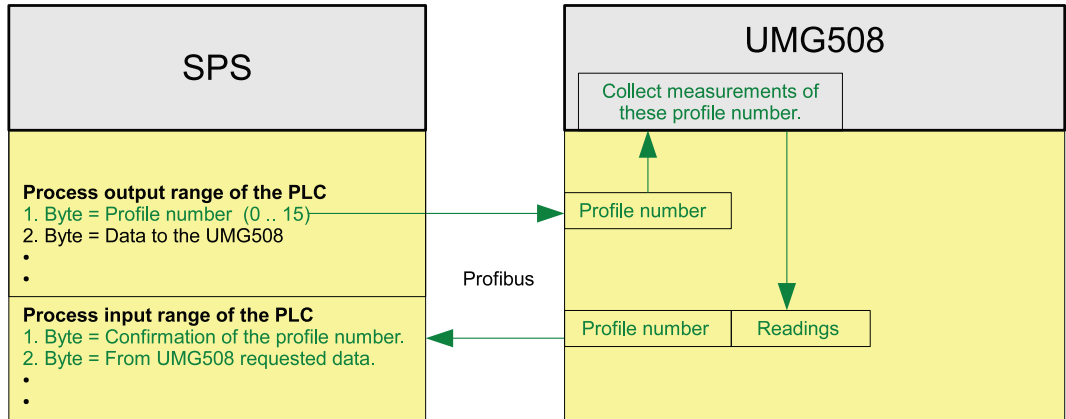 SPS
Process output range of the PLC
1. Byte = Profile number  (0 .. 15)
2. Byte = Data to the UMG508
•
•
Process input range of the PLC
1. Byte = Confirmation of the profile number.
2. Byte = From UMG508 requested data.
•
•
Profibus
UMG508
Collect measurements of
these profile number.
Profile number
Profile number
Readings